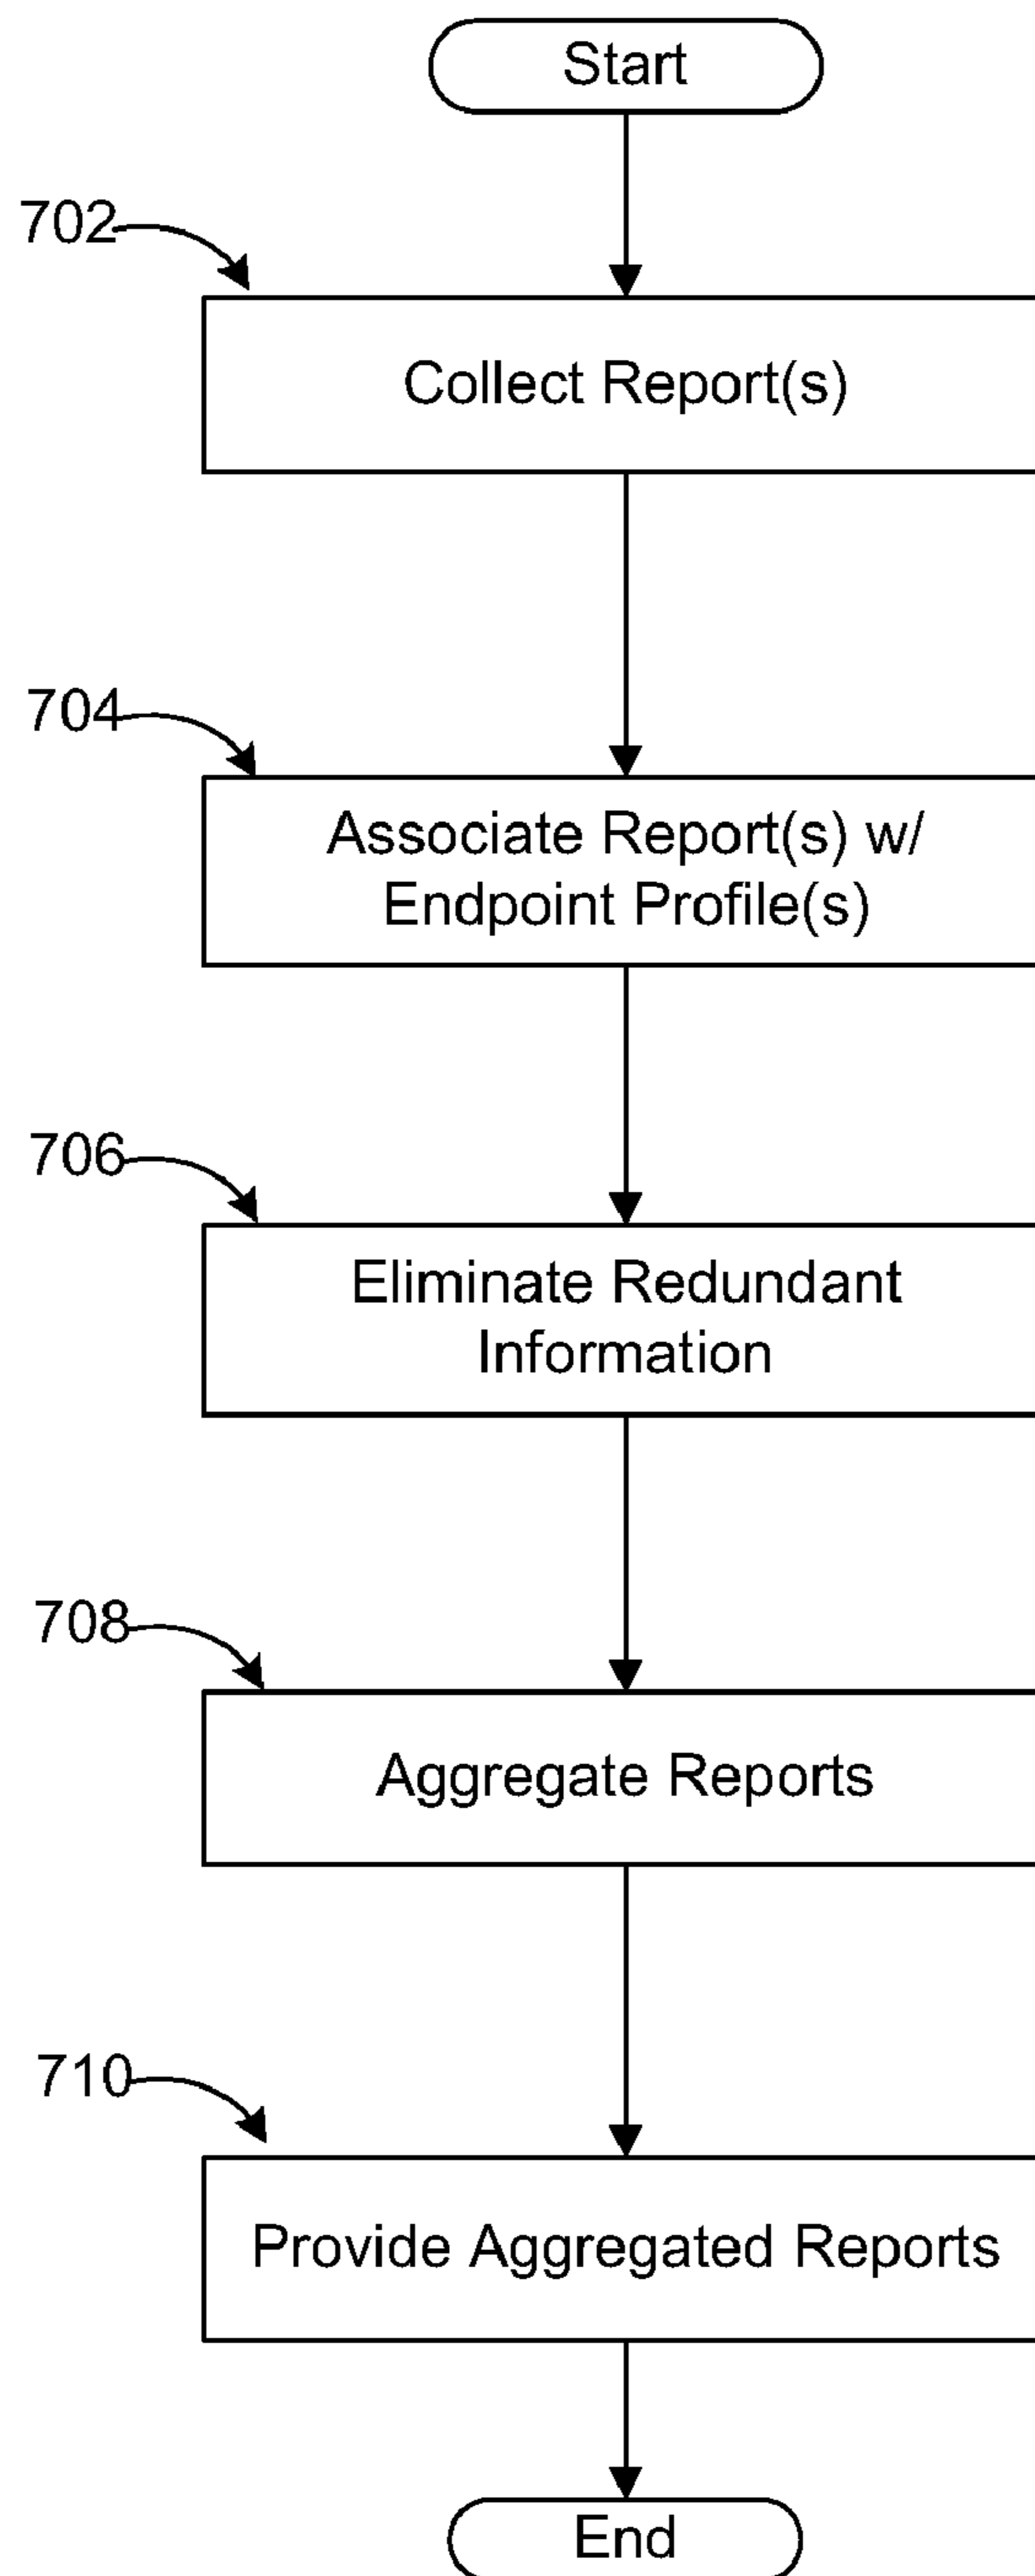 Start
702
Collect Report(s)
704
Associate Report(s) w/
Endpoint Profile(s)
706
Eliminate Redundant
Information
708
Aggregate Reports
710
Provide Aggregated Reports
End